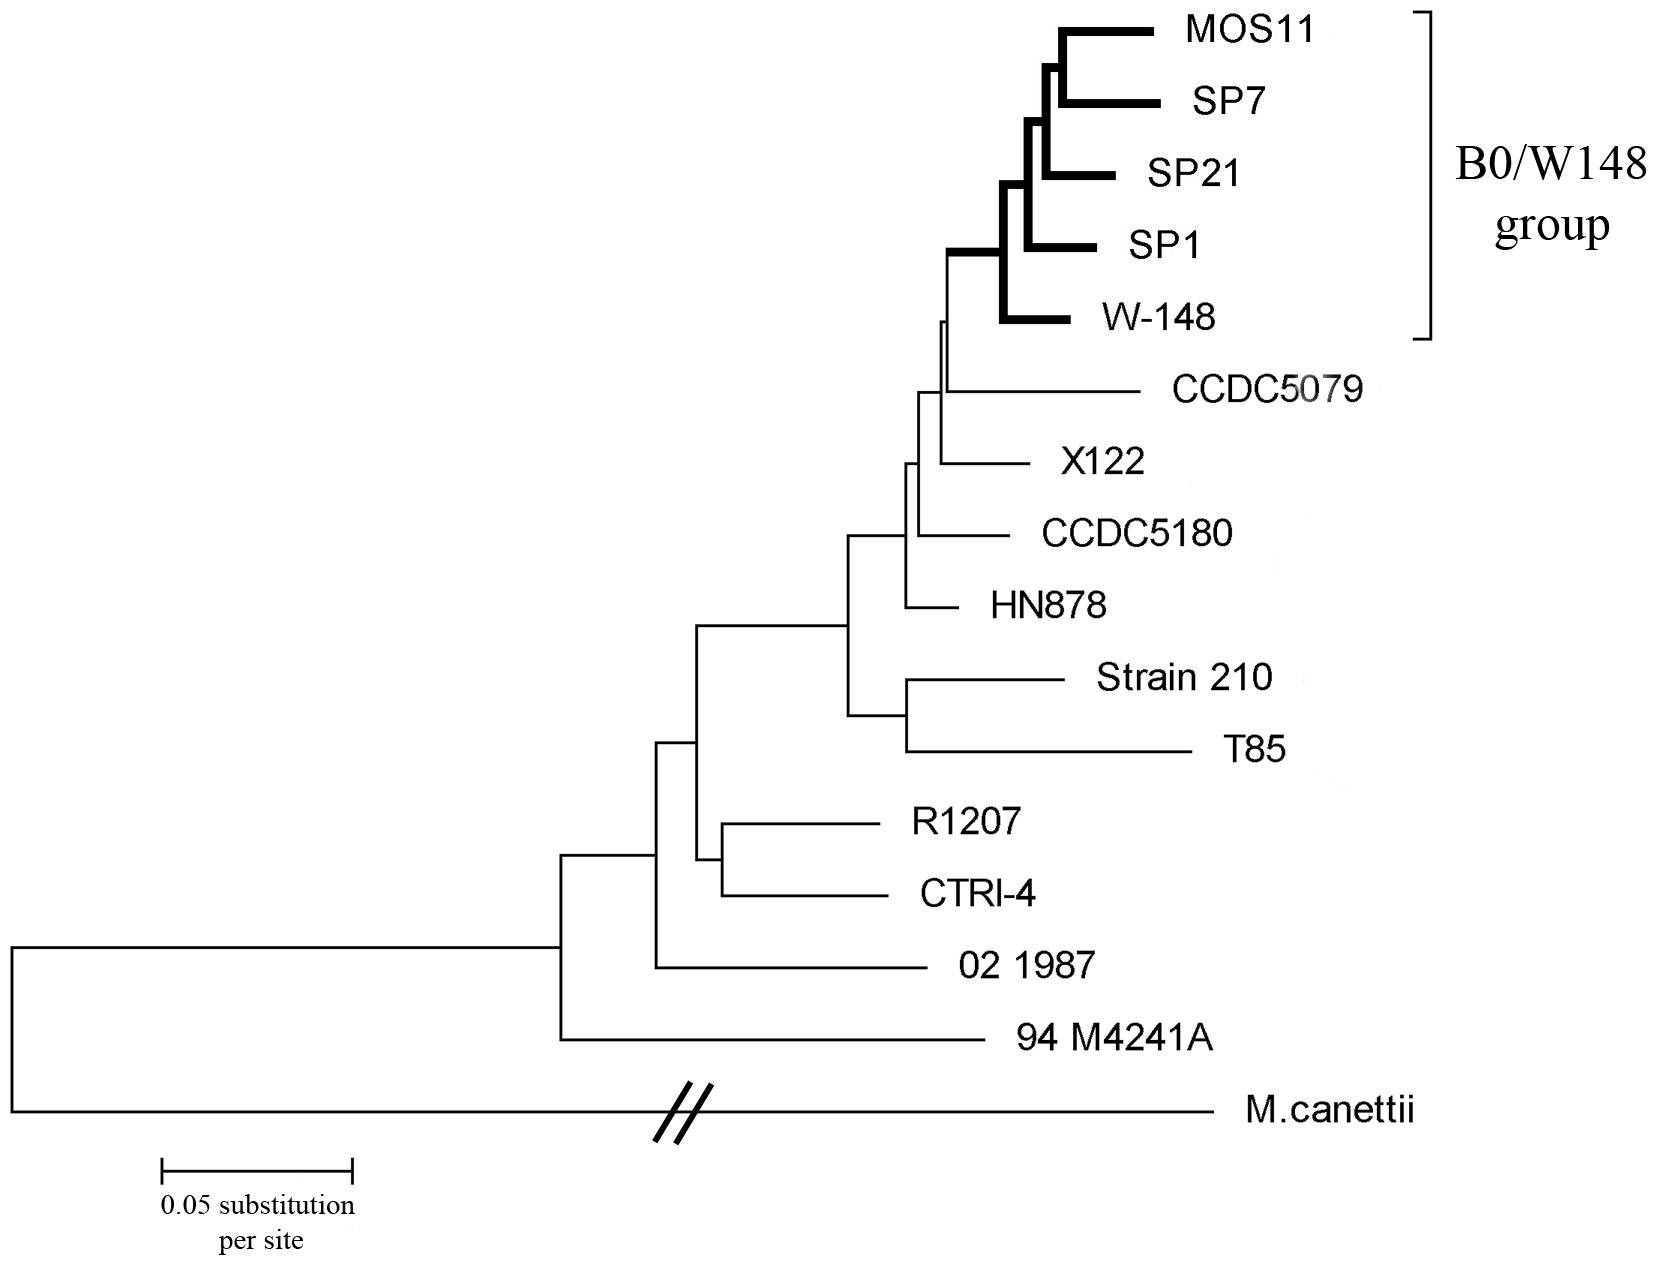 MOS11
SP7
SP21
SP1
W-148
B0/W148
group
CCDC5079
X122
CCDC5180
HN878
Strain 210
T85
R1207
CTRI-4
02 1987
94 M4241A
M.canettii
0.05 substitution
per site